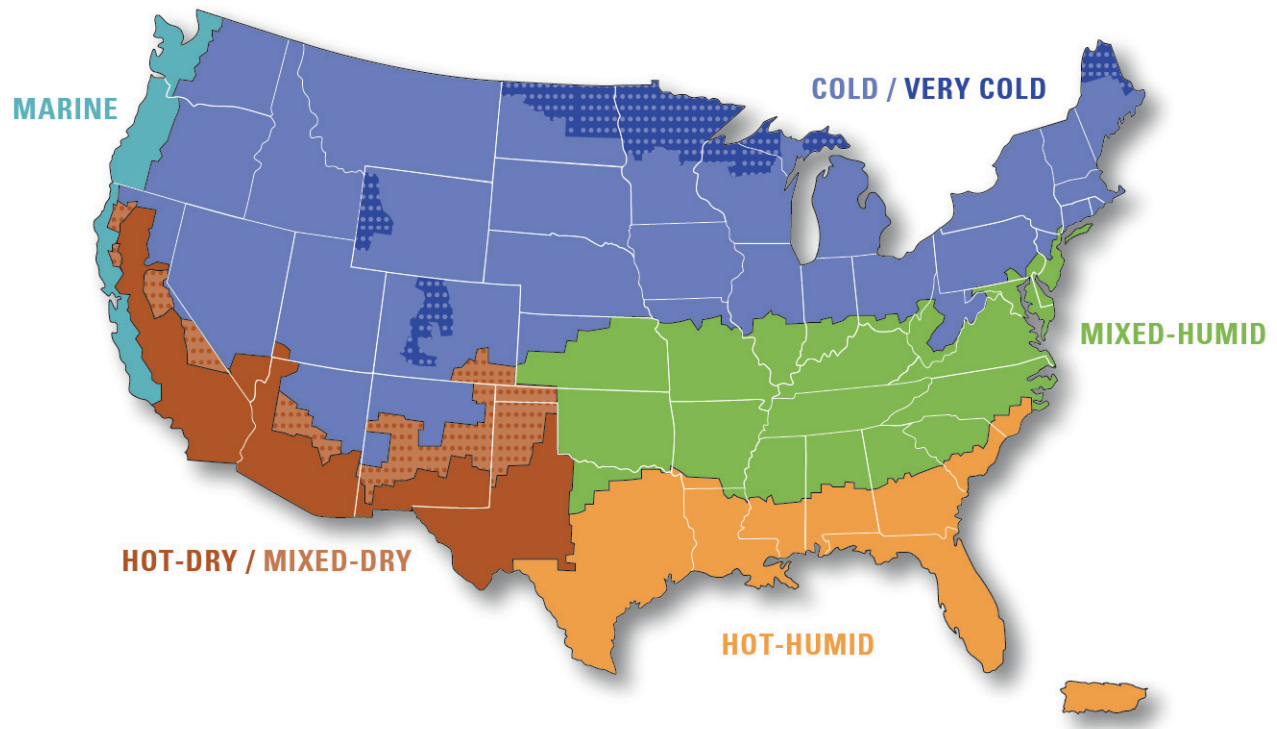 MARINE
COLD / VERY COLD
MIXED-HUMID
HOT-DRY / MIXED-DRY
HOT-HUMID